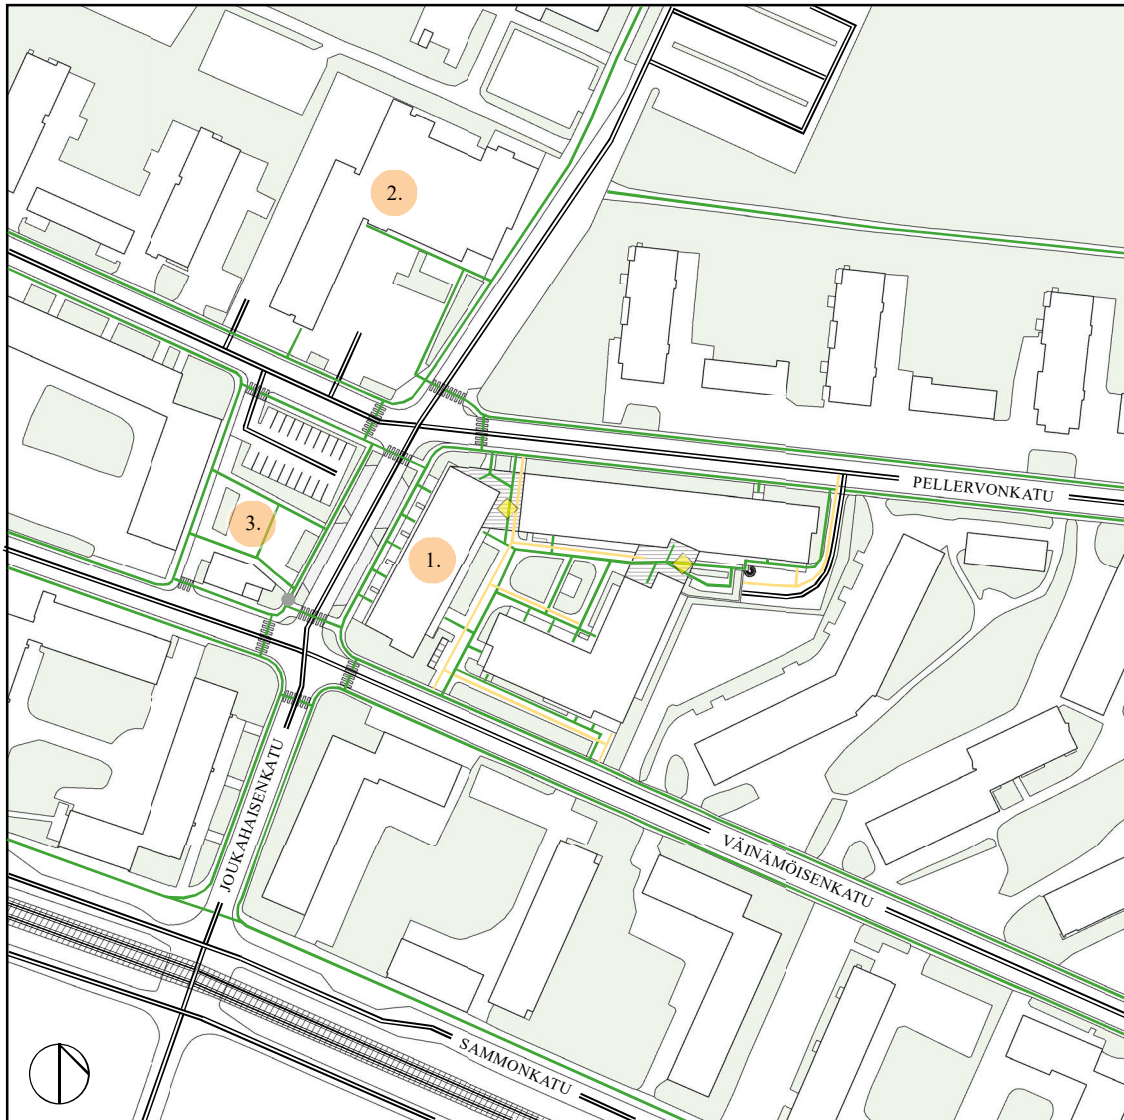 2.
PELLERVONKATU
3.
1.
JOUKAHAISENKATU
VÄINÄMÖISENKATU
SAMMONKATU